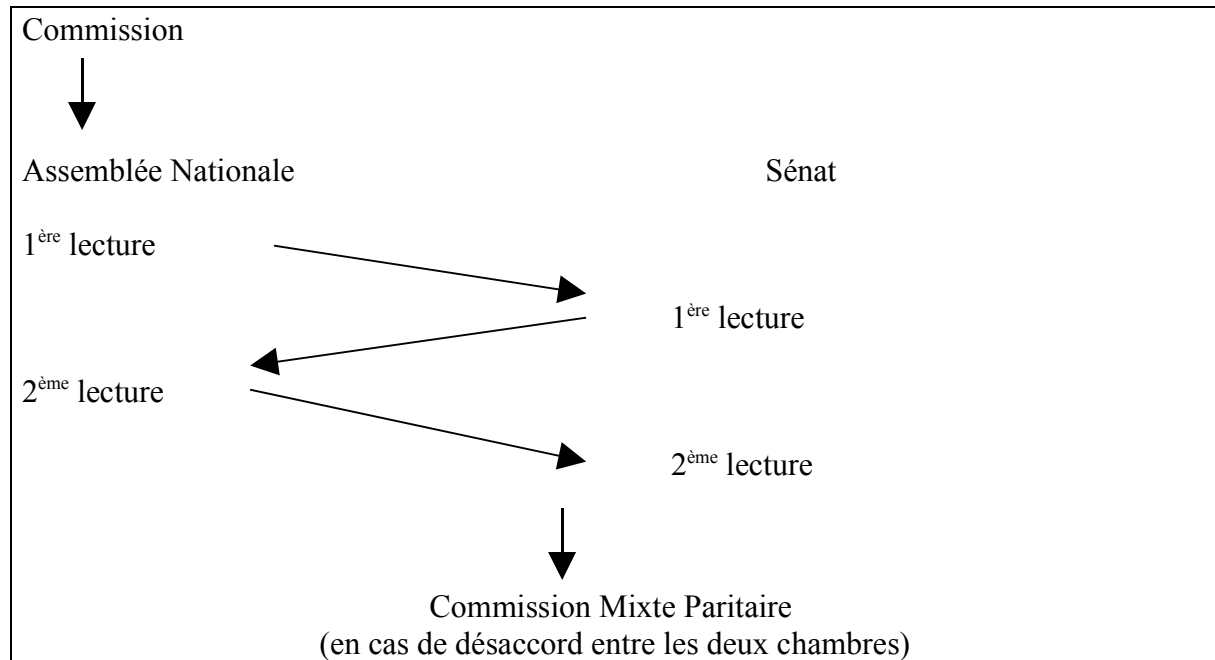 Commission
Assemblée Nationale
Sénat
1ère lecture
1ère lecture
2ème lecture
2ème lecture
Commission Mixte Paritaire
(en cas de désaccord entre les deux chambres)